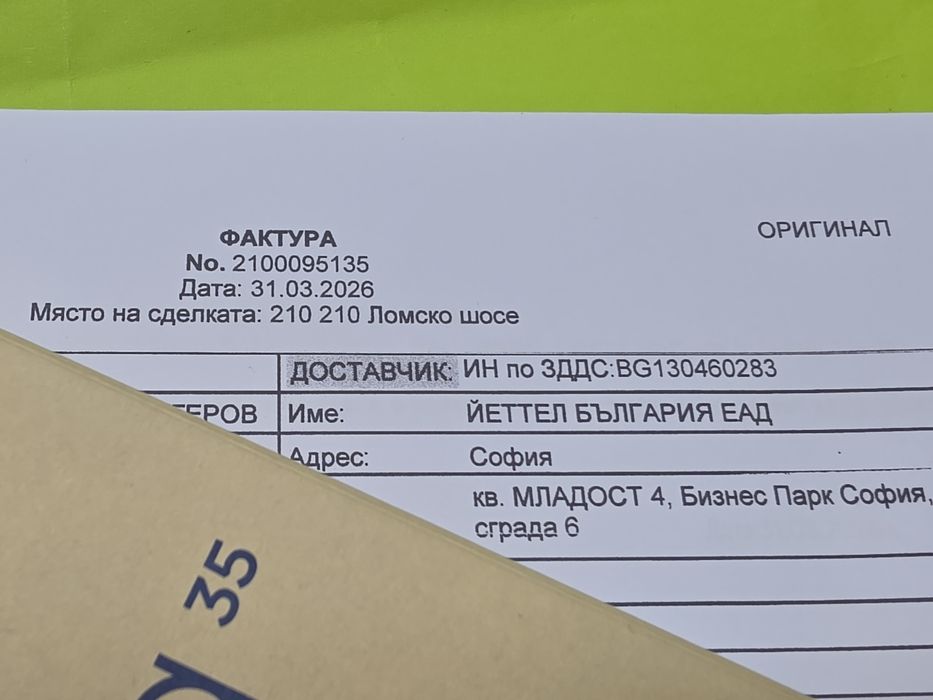 ОРИГИНАЛ
ФАКТУРА
No. 2100095135
Дата: 31.03.2026
Място на сделката: 210 210 Ломско шосе
ДОСТАВЧИК: ИН по ЗДДС:BG130460283
Име: ЙЕТТЕЛ БЪЛГАРИЯ ЕАД
Адрес: София
кв. МЛАДОСТ 4, Бизнес Парк София,
сграда 6
35